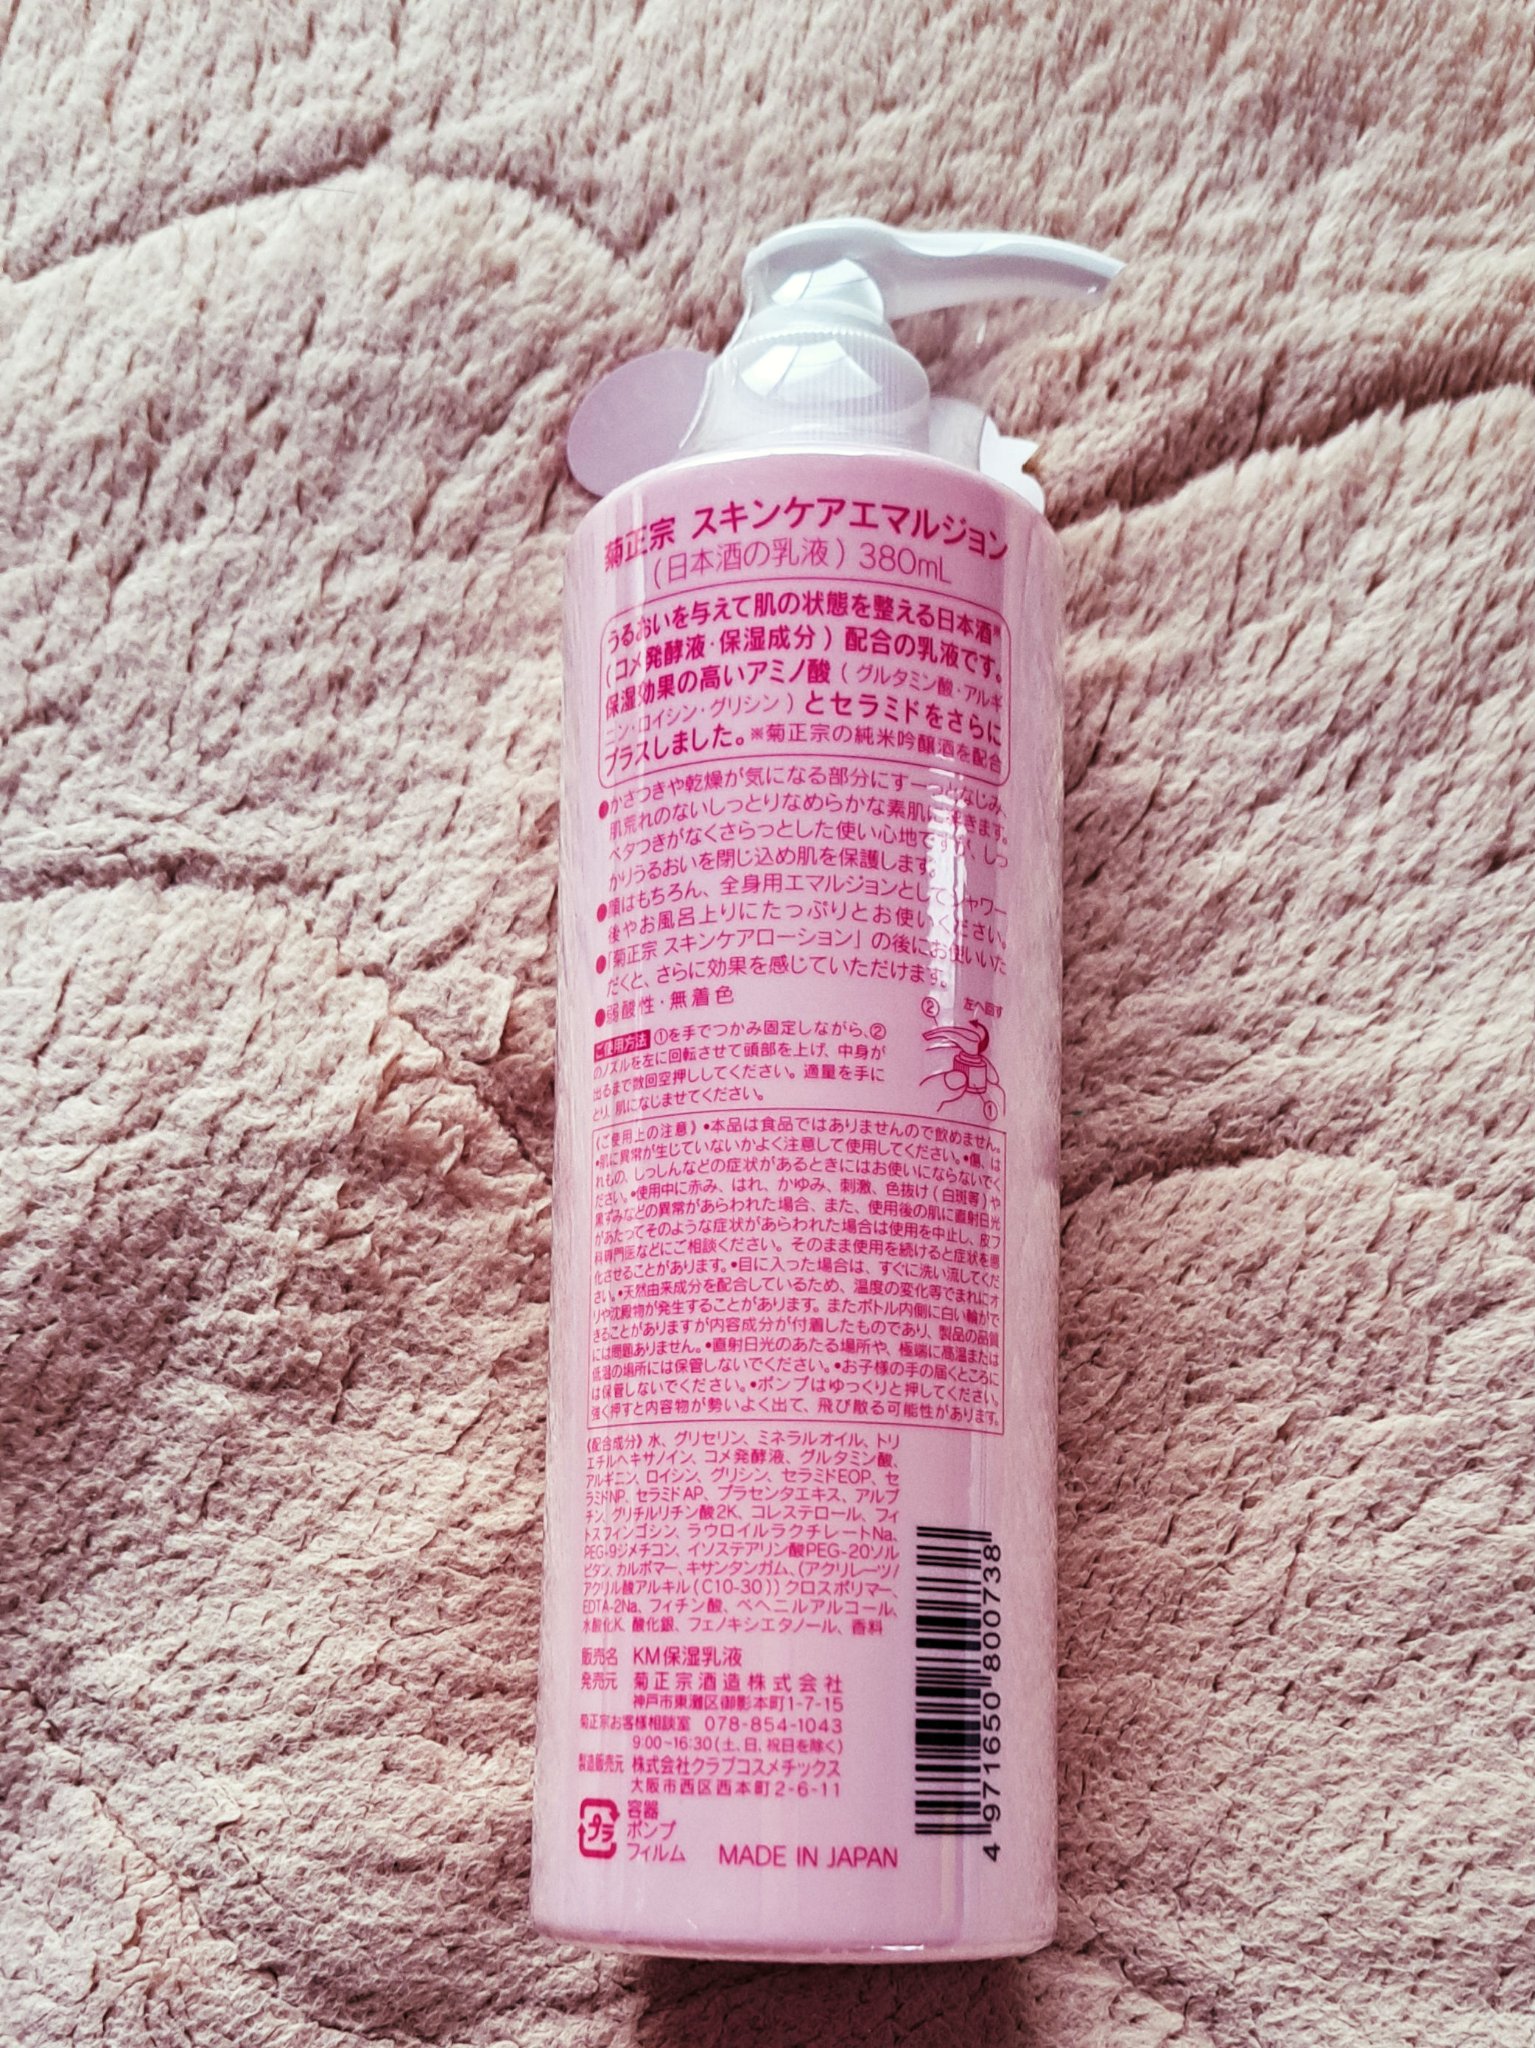 菊正宗 スキンケアエマルジョン
(日本酒の乳液) 380mL
うるおいを与えて肌の状態を整える日本酒※
(コメ発酵液・保湿成分) 配合の乳液です。
保湿効果の高いアミノ酸 (グルタミン酸・アルギ
ニン・ロイシン・グリシン) とセラミドをさらに
プラスしました。※菊正宗の純米吟醸酒を配合
●かさつきや乾燥が気になる部分にすーっとなじみ、
肌荒れのないしっとりなめらかな素肌に導きます。
ベタつきがなくさらっとした使い心地ですが、しっ
かりうるおいを閉じ込め肌を保護します。
●顔はもちろん、全身用エマルジョンとしてシャワー
後やお風呂上りにたっぷりとお使いください。
●「菊正宗 スキンケアローション」の後にお使いいた
だくと、さらに効果を感じていただけます。
●弱酸性・無着色
② 左へ回す
ご使用方法 ①を手でつかみ固定しながら、②
のノズルを左に回転させて頭部を上げ、中身が
出るまで数回空押ししてください。適量を手に
とり、肌になじませてください。
①
《ご使用上の注意》•本品は食品ではありませんので飲めません。
•肌に異常が生じていないかよく注意して使用してください。•傷、は
れもの、しっしんなどの症状があるときにはお使いにならないでく
ださい。•使用中に赤み、はれ、かゆみ、刺激、色抜け(白斑等)や
黒ずみなどの異常があらわれた場合、また、使用後の肌に直射日光
があたってそのような症状があらわれた場合は使用を中止し、皮フ
科専門医などにご相談ください。そのまま使用を続けると症状を悪
化させることがあります。•目に入った場合は、すぐに洗い流してくだ
さい。•天然由来成分を配合しているため、温度の変化等でまれにオ
リや沈殿物が発生することがあります。またボトル内側に白い輪がで
きることがありますが内容成分が付着したものであり、製品の品質
には問題ありません。•直射日光のあたる場所や、極端に高温または
低温の場所には保管しないでください。•お子様の手の届くところに
は保管しないでください。•ポンプはゆっくりと押してください。
強く押すと内容物が勢いよく出て、飛び散る可能性があります。
《配合成分》水、グリセリン、ミネラルオイル、トリ
エチルヘキサノイン、コメ発酵液、グルタミン酸、
アルギニン、ロイシン、グリシン、セラミドEOP、セ
ラミドNP、セラミドAP、プラセンタエキス、アルブ
チン、グリチルリチン酸2K、コレステロール、フィ
トスフィンゴシン、ラウロイルラクチレートNa、
PEG-9ジメチコン、イソステアリン酸PEG-20ソル
ビタン、カルボマー、キサンタンガム、(アクリレーツ/
アクリル酸アルキル(C10-30))クロスポリマー、
EDTA-2Na、フィチン酸、ベヘニルアルコール、
水酸化K、酸化銀、フェノキシエタノール、香料
販売名 KM保湿乳液
発売元 菊正宗酒造株式会社
神戸市東灘区御影本町1-7-15
菊正宗お客様相談室 078-854-1043
9:00~16:30(土、日、祝日を除く)
製造販売元 株式会社クラブコスメチックス
大阪市西区西本町2-6-11
プラ
容器
ポンプ
フィルム
MADE IN JAPAN
4 971650 800738